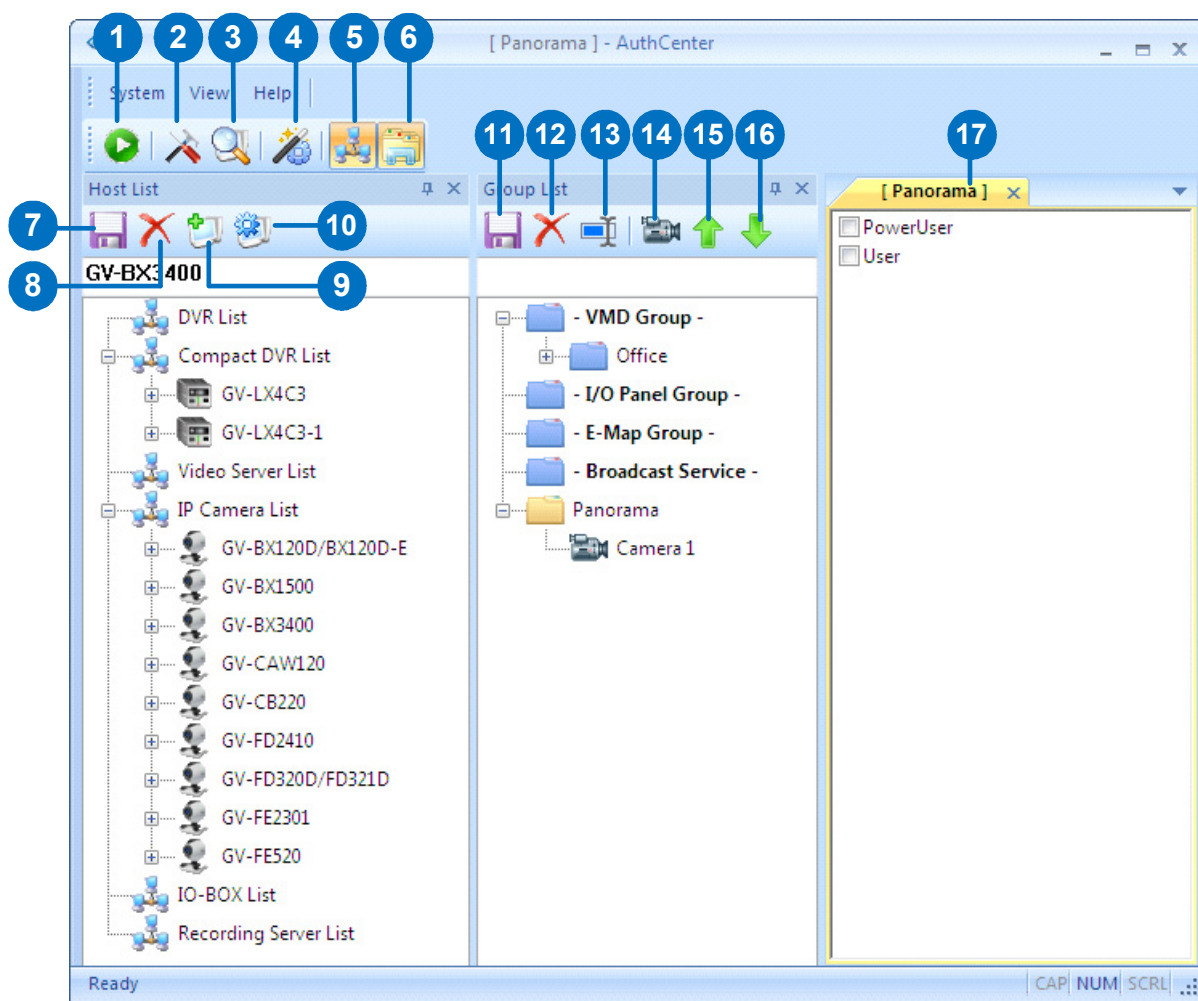 1 2 3 4 5 6
[ Panorama ] - AuthCenter
System View Help
11 12 13 14 15 16 17
Host List
Group List
[ Panorama ]
7
10
8
9
GV-BX3400
PowerUser
User
DVR List
Compact DVR List
GV-LX4C3
GV-LX4C3-1
Video Server List
IP Camera List
GV-BX120D/BX120D-E
GV-BX1500
GV-BX3400
GV-CAW120
GV-CB220
GV-FD2410
GV-FD320D/FD321D
GV-FE2301
GV-FE520
IO-BOX List
Recording Server List
- VMD Group -
Office
- I/O Panel Group -
- E-Map Group -
- Broadcast Service -
Panorama
Camera 1
Ready
CAP NUM SCRL